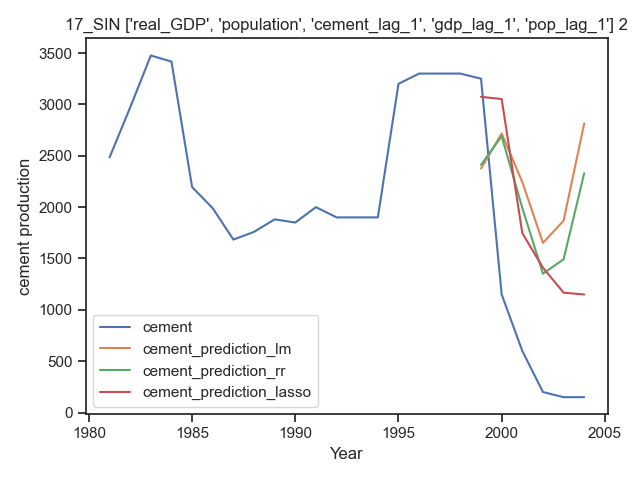 17_SIN ['real_GDP', 'population', 'cement_lag_1', 'gdp_lag_1', 'pop_lag_1'] 2
3500
3000
2500
2000
1500
1000
500
0
cement production
cement
cement_prediction_lm
cement_prediction_rr
cement_prediction_lasso
1980
1985
1990
1995
2000
2005
Year